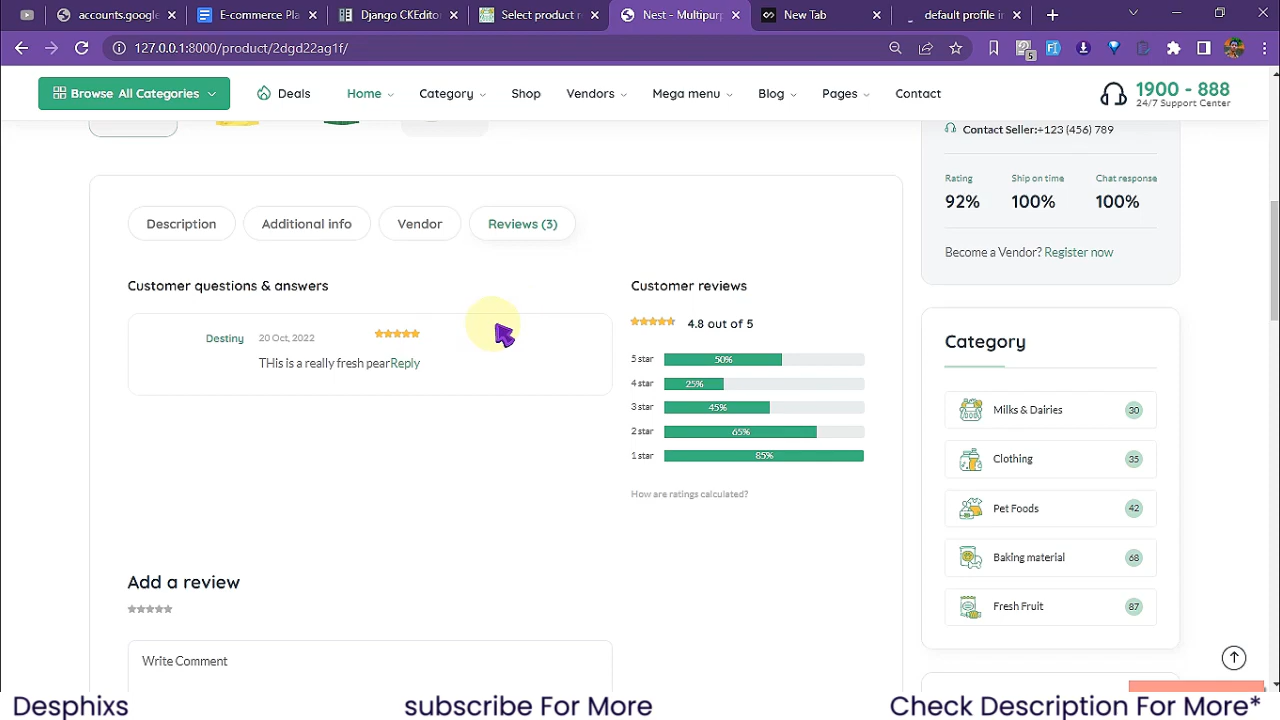 accounts.google
E-commerce Pla
Django CKEdito
Select product r
Nest - Multipurp
New Tab
default profile in
127.0.0.1:8000/product/2dgd22ag1f/
5
Browse All Categories
Deals
Home
Category
Shop
Vendors
Mega menu
Blog
Pages
Contact
1900 - 888
24/7 Support Center
Contact Seller:+123 (456) 789
Rating
Ship on time
Chat response
92%
100%
100%
Become a Vendor? Register now
Description
Additional info
Vendor
Reviews (3)
Customer questions & answers
Destiny
20 Oct, 2022
THis is a really fresh pearReply
Customer reviews
4.8 out of 5
5 star 50%
4 star 25%
3 star 45%
2 star 65%
1 star 85%
How are ratings calculated?
Add a review
Write Comment
Category
Milks & Dairies 30
Clothing 35
Pet Foods 42
Baking material 68
Fresh Fruit 87
Desphixs
subscribe For More
Check Description For More*